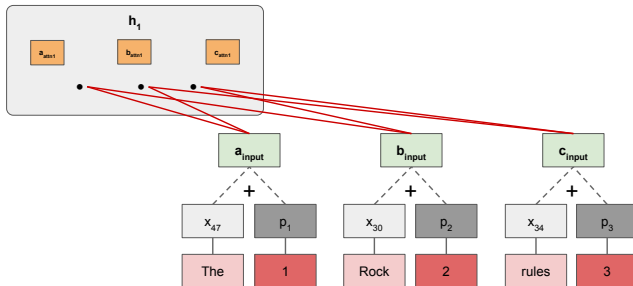 h1
aattn1 battn1 cattn1
ainput binput cinput
+ + +
x47 p1 x30 p2 x34 p3
The 1 Rock 2 rules 3